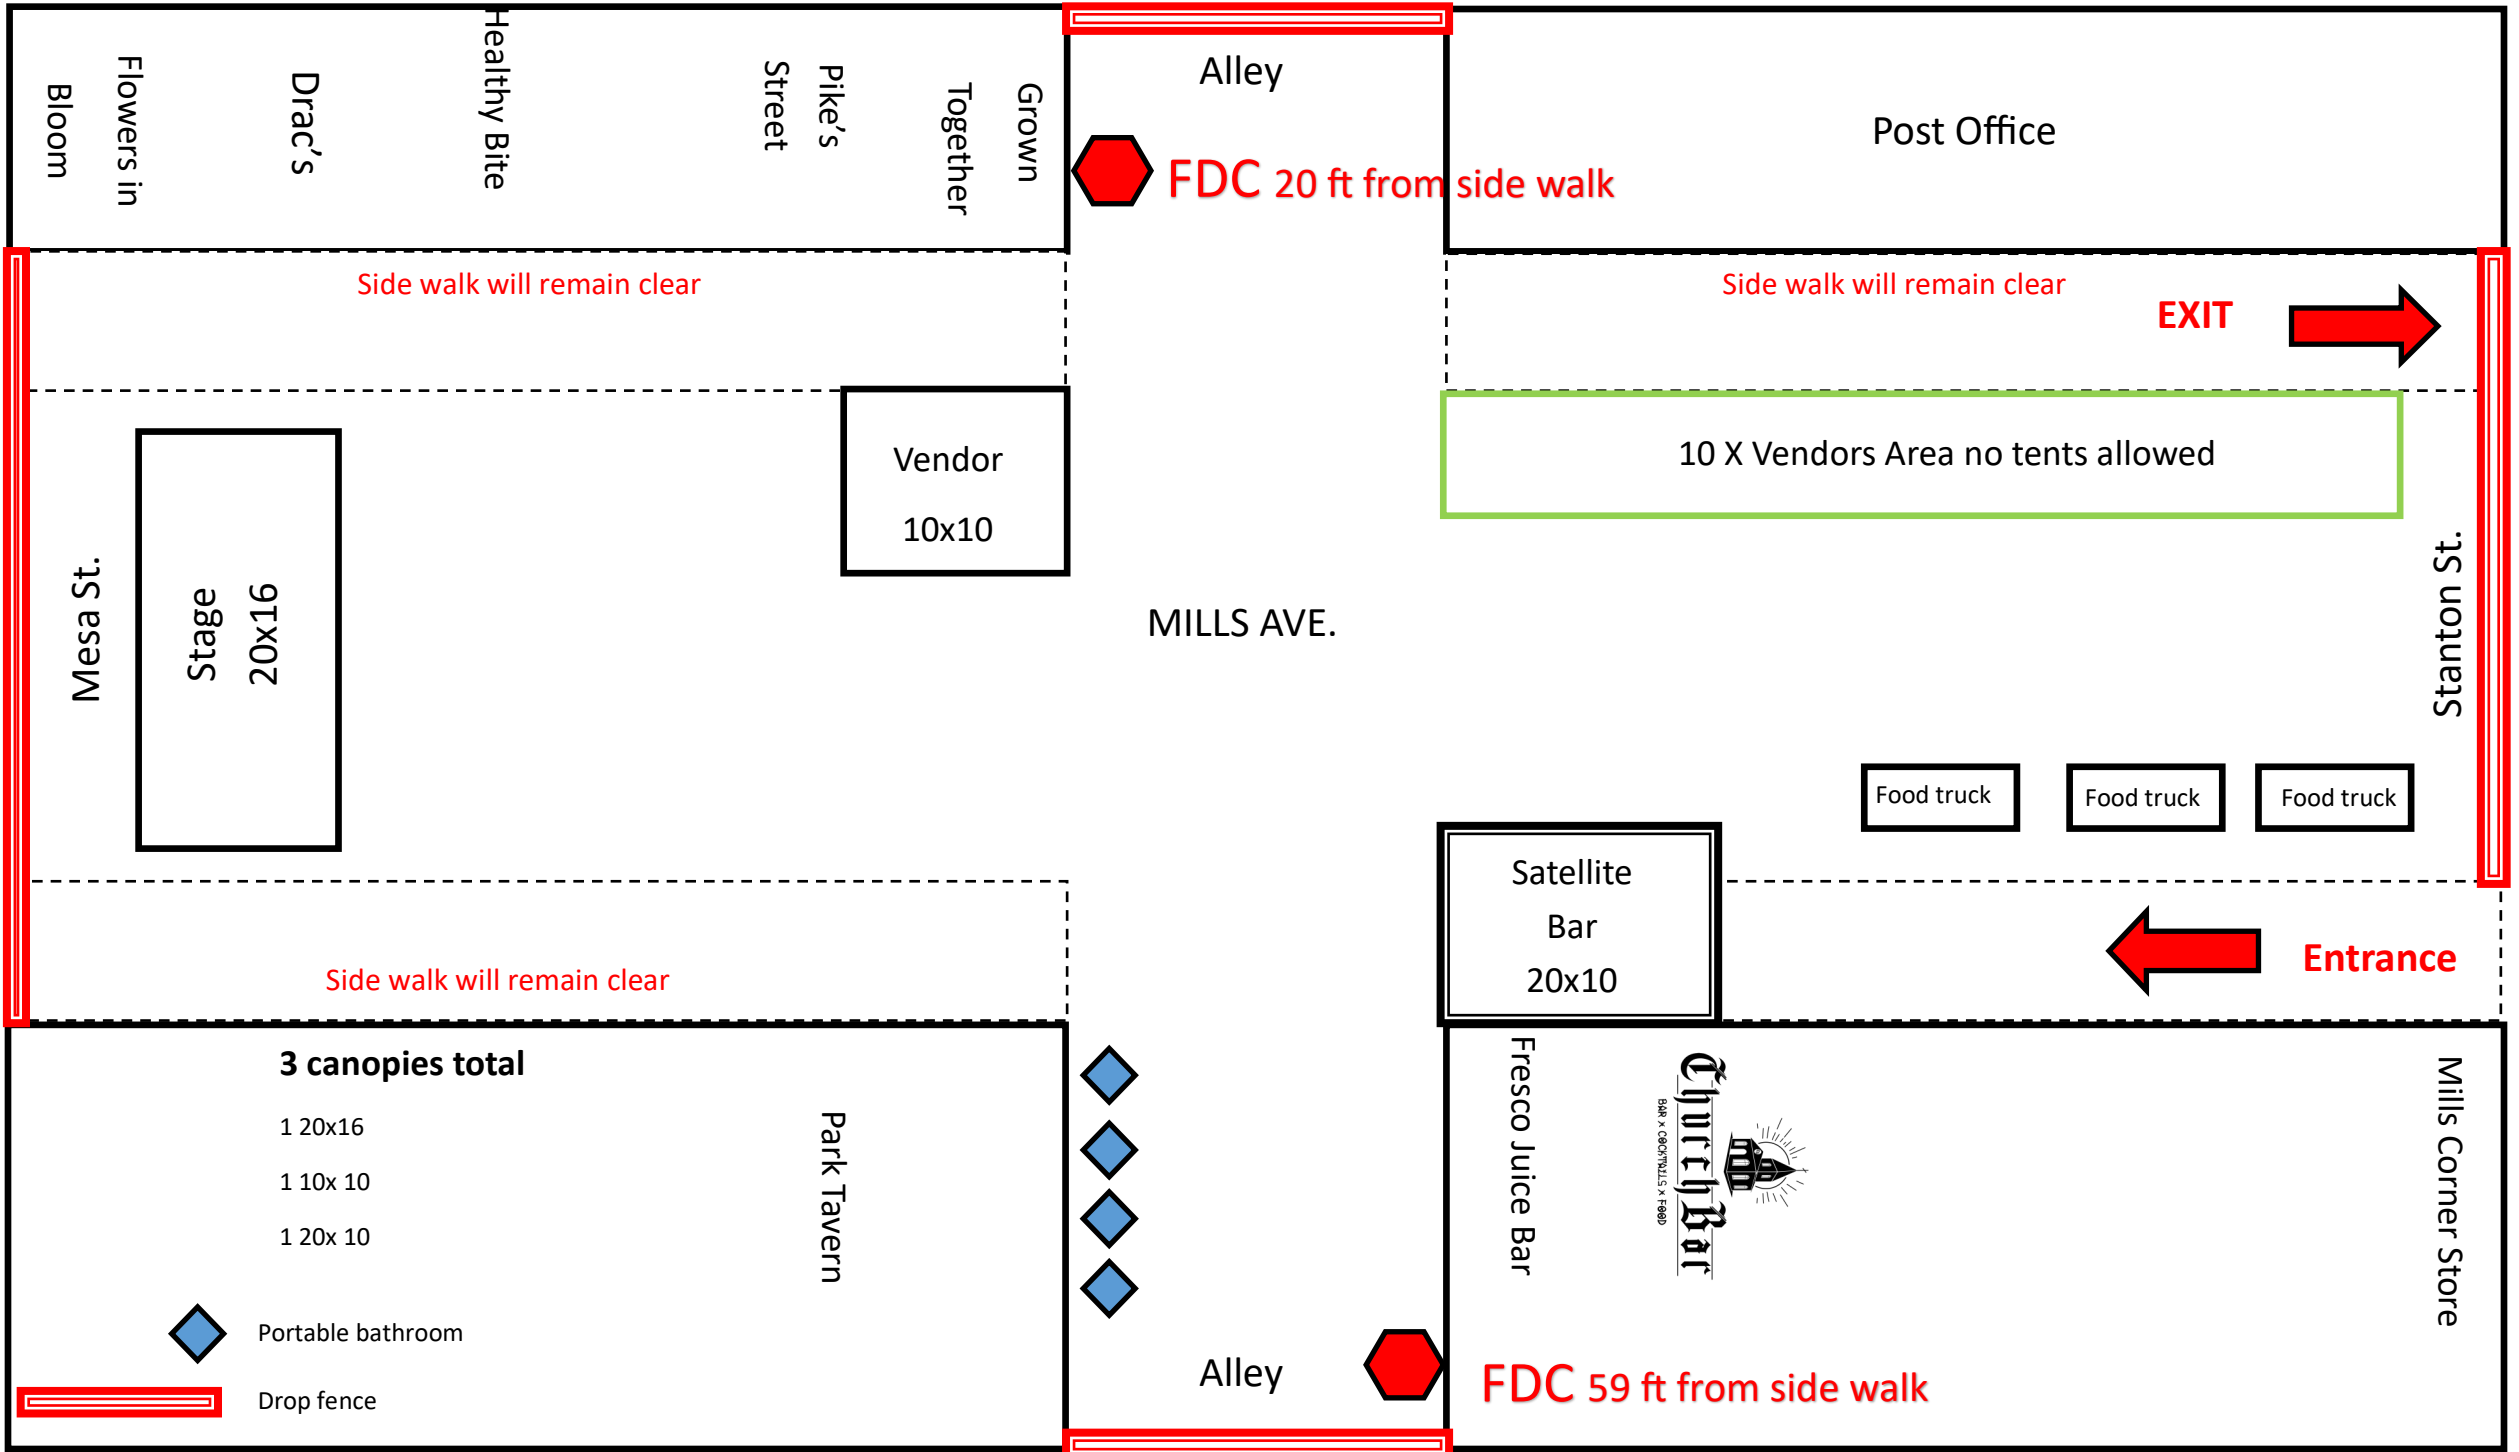 Flowers in
Bloom
Drac's
Healthy Bite
Pike's
Street
Grown
Together
Alley
Post Office
FDC 20 ft from side walk
Side walk will remain clear
Side walk will remain clear
EXIT
Vendor
10x10
10 X Vendors Area no tents allowed
Mesa St.
Stage
20x16
MILLS AVE.
Stanton St.
Food truck
Food truck
Food truck
Satellite
Bar
20x10
Side walk will remain clear
Entrance
3 canopies total
1 20x16
1 10x 10
1 20x 10
Portable bathroom
Drop fence
Park Tavern
Alley
FDC 59 ft from side walk
Fresco Juice Bar
Church Bar
BAR x COCKTAILS x FOOD
Mills Corner Store